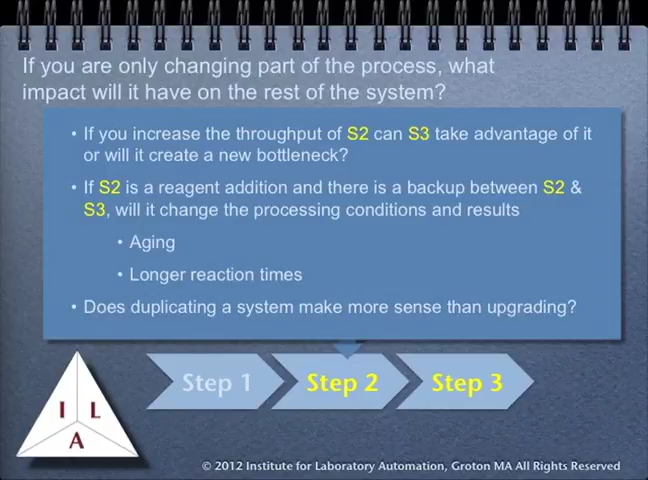 If you are only changing part of the process, what
impact will it have on the rest of the system?
• If you increase the throughput of S2 can S3 take advantage of it
or will it create a new bottleneck?
• If S2 is a reagent addition and there is a backup between S2 &
S3, will it change the processing conditions and results
• Aging
• Longer reaction times
• Does duplicating a system make more sense than upgrading?
Step 1 Step 2 Step 3
I L
A
© 2012 Institute for Laboratory Automation, Groton MA All Rights Reserved